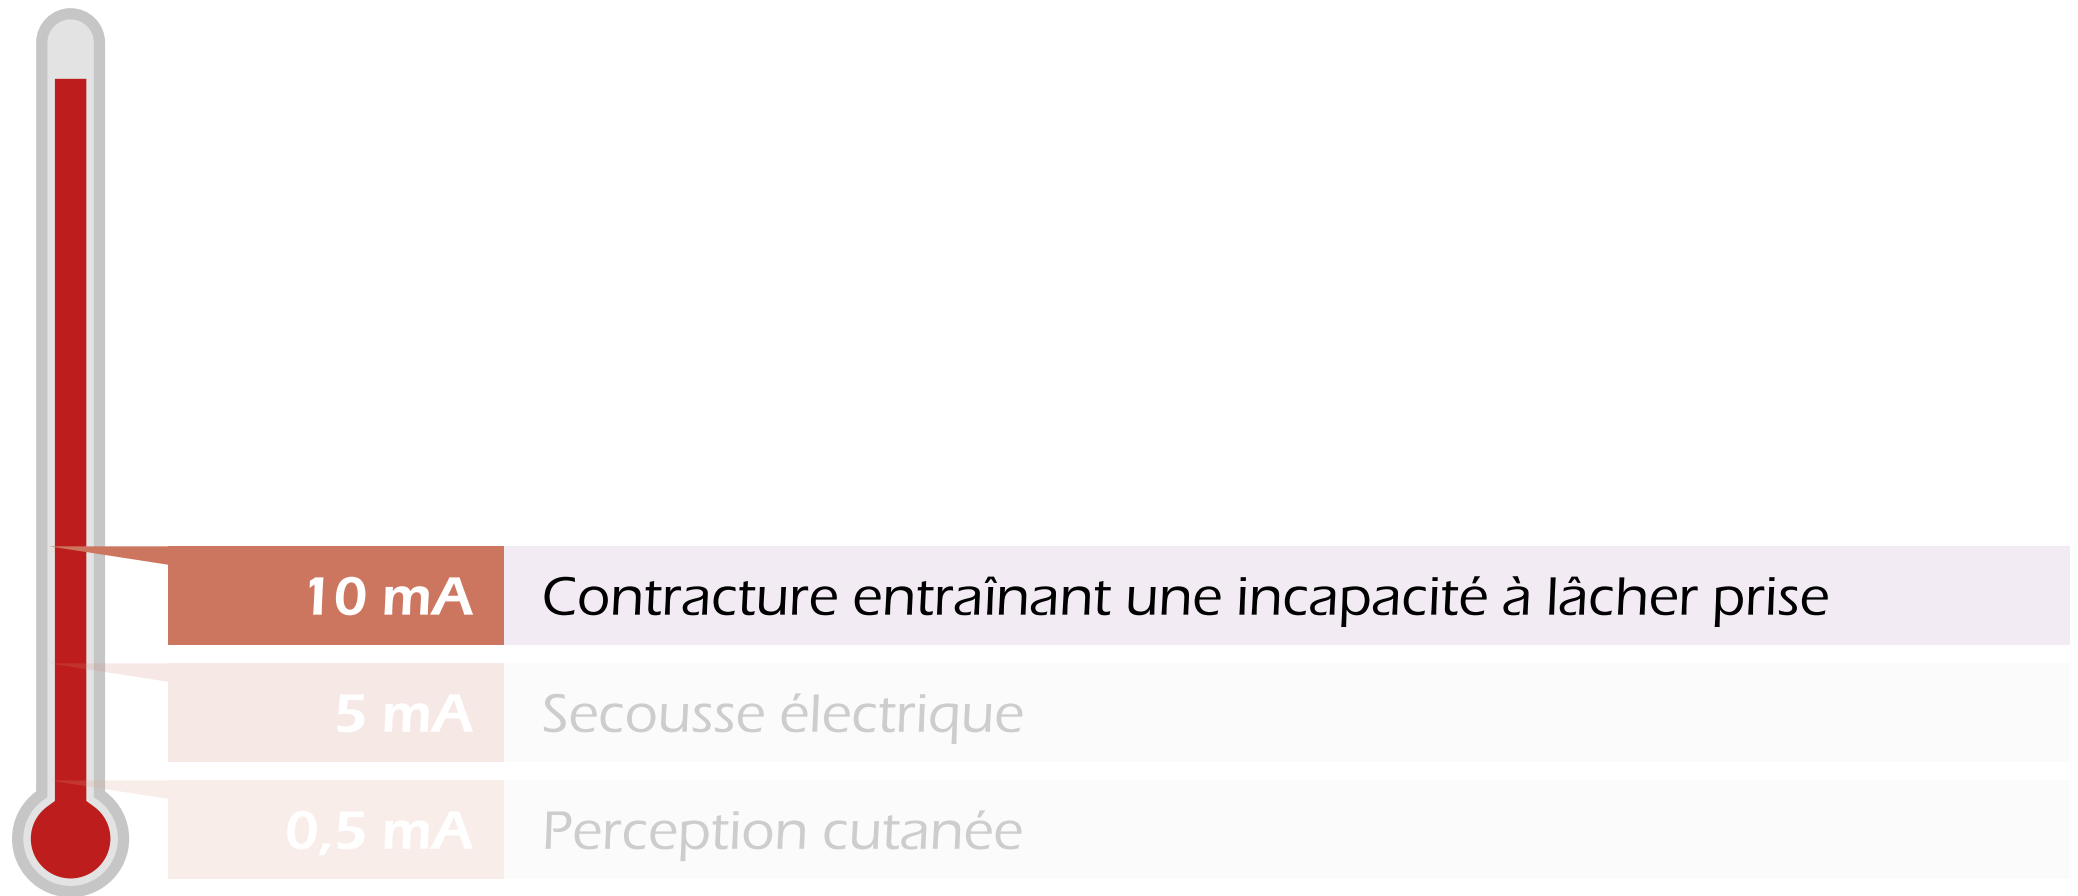 10 mA Contracture entraînant une incapacité à lâcher prise
5 mA Secousse électrique
0,5 mA Perception cutanée